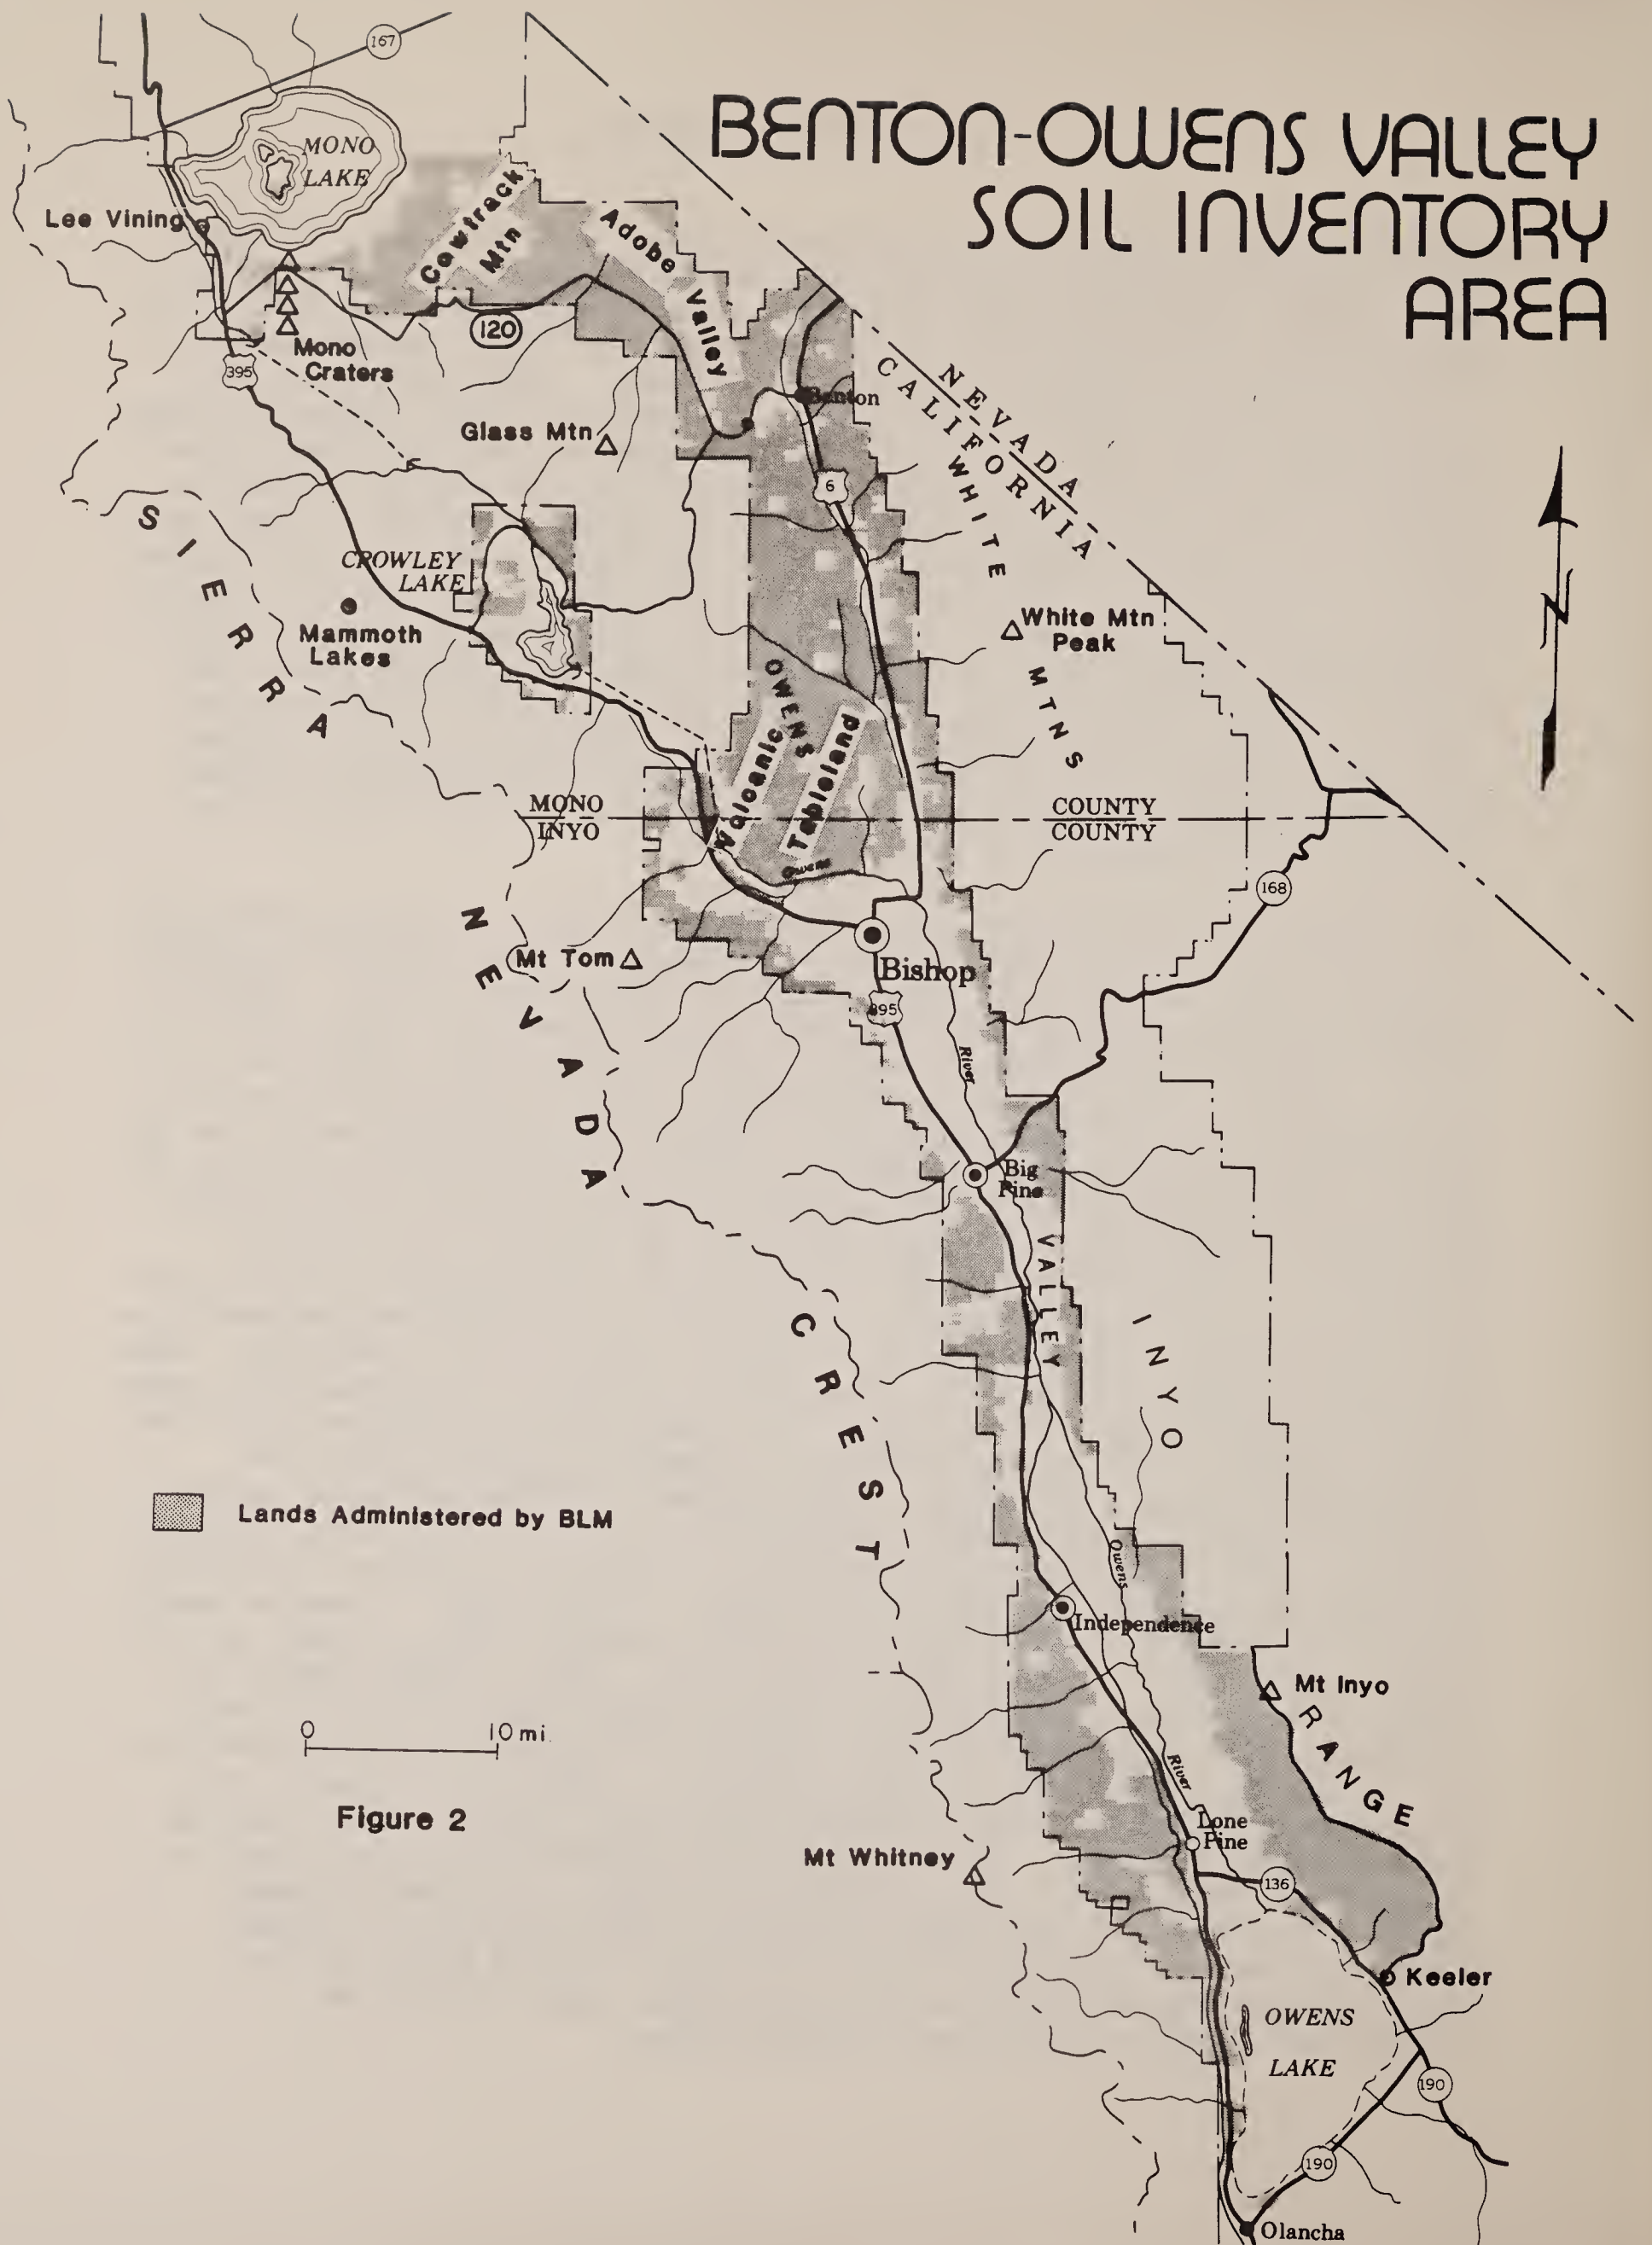 BENTON-OWENS VALLEY
SOIL INVENTORY
AREA
167
MONO
LAKE
Lee Vining
Cowtrack
Mtn
Adobe
Valley
120
Mono
Craters
395
Benton
NEVADA
CALIFORNIA
Glass Mtn
6
WHITE
MTNS
CROWLEY
LAKE
Mammoth
Lakes
White Mtn
Peak
SIERRA
NEVADA
CREST
OWENS
VALLEY
Volcanic
Tableland
MONO
INYO
COUNTY
COUNTY
Owens
168
Mt Tom
Bishop
395
River
Big
Pine
INYO
RANGE
Lands Administered by BLM
Owens
Independence
Mt Inyo
0 10 mi.
River
Figure 2
Lone
Pine
Mt Whitney
136
Keeler
OWENS
LAKE
190
190
Olancha